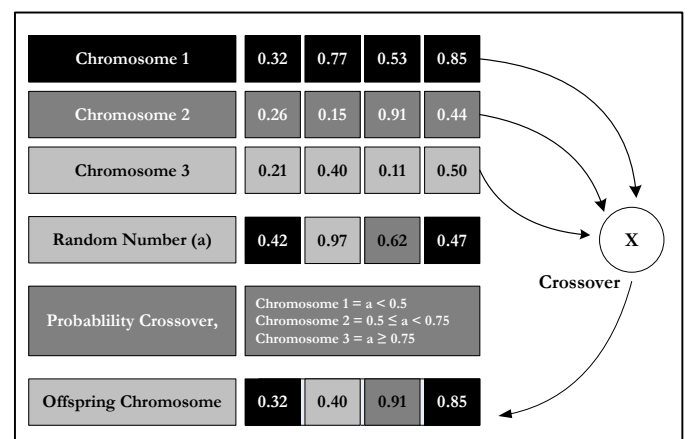 Chromosome 1 0.32 0.77 0.53 0.85
Chromosome 2 0.26 0.15 0.91 0.44
Chromosome 3 0.21 0.40 0.11 0.50
Random Number (a) 0.42 0.97 0.62 0.47
X
Crossover
Probablility Crossover,
Chromosome 1 = a < 0.5
Chromosome 2 = 0.5 ≤ a < 0.75
Chromosome 3 = a ≥ 0.75
Offspring Chromosome 0.32 0.40 0.91 0.85